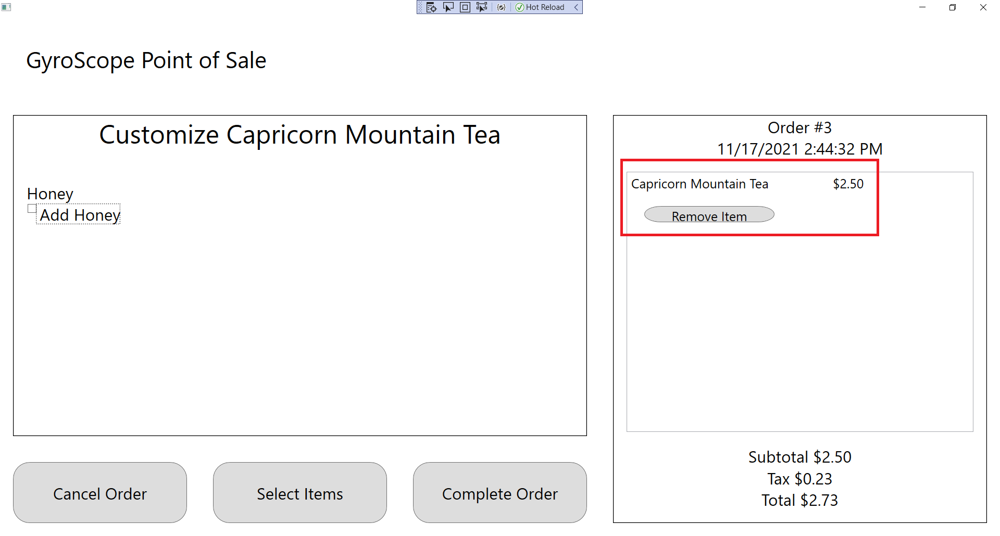 Hot Reload
GyroScope Point of Sale
Customize Capricorn Mountain Tea
Honey
Add Honey
Order #3
11/17/2021 2:44:32 PM
Capricorn Mountain Tea $2.50
Remove Item
Subtotal $2.50
Tax $0.23
Total $2.73
Cancel Order
Select Items
Complete Order